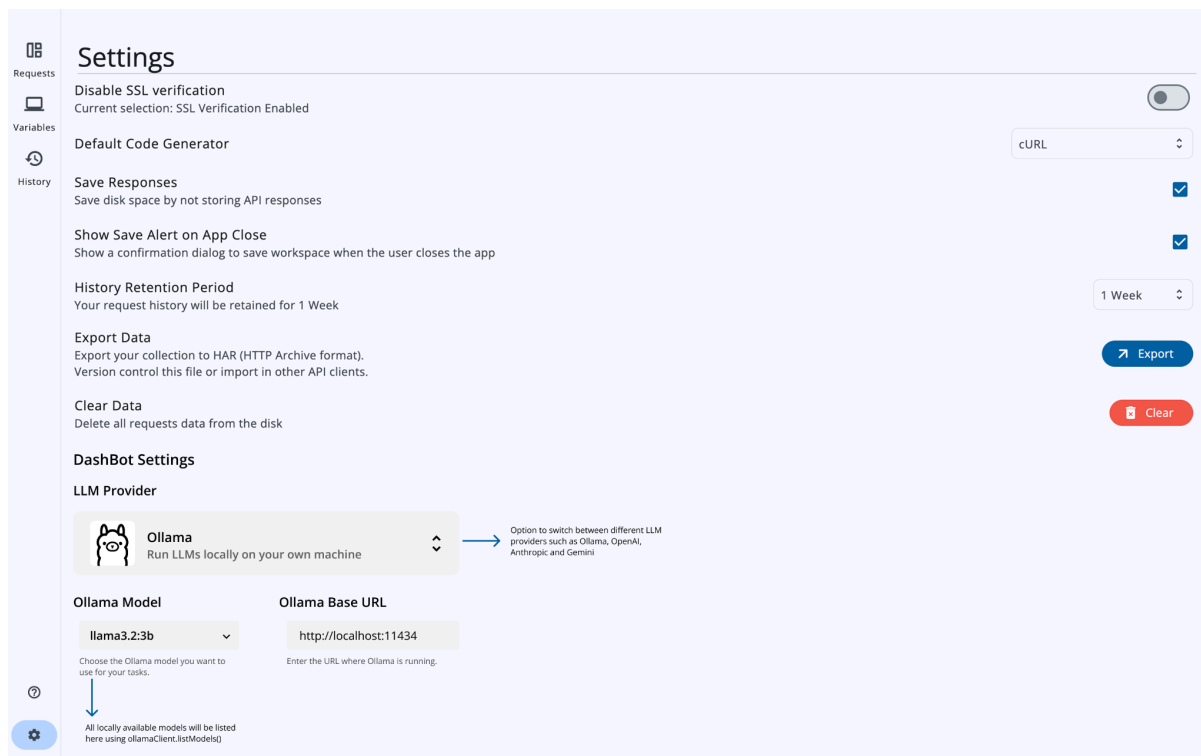 Requests
Variables
History
Settings
Disable SSL verification
Current selection: SSL Verification Enabled
Default Code Generator
cURL
Save Responses
Save disk space by not storing API responses
Show Save Alert on App Close
Show a confirmation dialog to save workspace when the user closes the app
History Retention Period
Your request history will be retained for 1 Week
1 Week
Export Data
Export your collection to HAR (HTTP Archive format).
Version control this file or import in other API clients.
Export
Clear Data
Delete all requests data from the disk
Clear
DashBot Settings
LLM Provider
Ollama
Run LLMs locally on your own machine
Option to switch between different LLM
providers such as Ollama, OpenAI,
Anthropic and Gemini
Ollama Model
llama3.2:3b
Choose the Ollama model you want to
use for your tasks.
Ollama Base URL
http://localhost:11434
Enter the URL where Ollama is running.
All locally available models will be listed
here using ollamaClient.listModels()